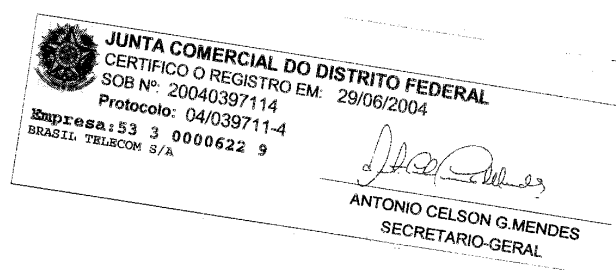 JUNTA COMERCIAL DO DISTRITO FEDERAL
CERTIFICO O REGISTRO EM: 29/06/2004
SOB Nº: 20040397114
Protocolo: 04/039711-4
Empresa:53 3 0000622 9
BRASIL TELECOM S/A
ANTONIO CELSON G.MENDES
SECRETARIO-GERAL